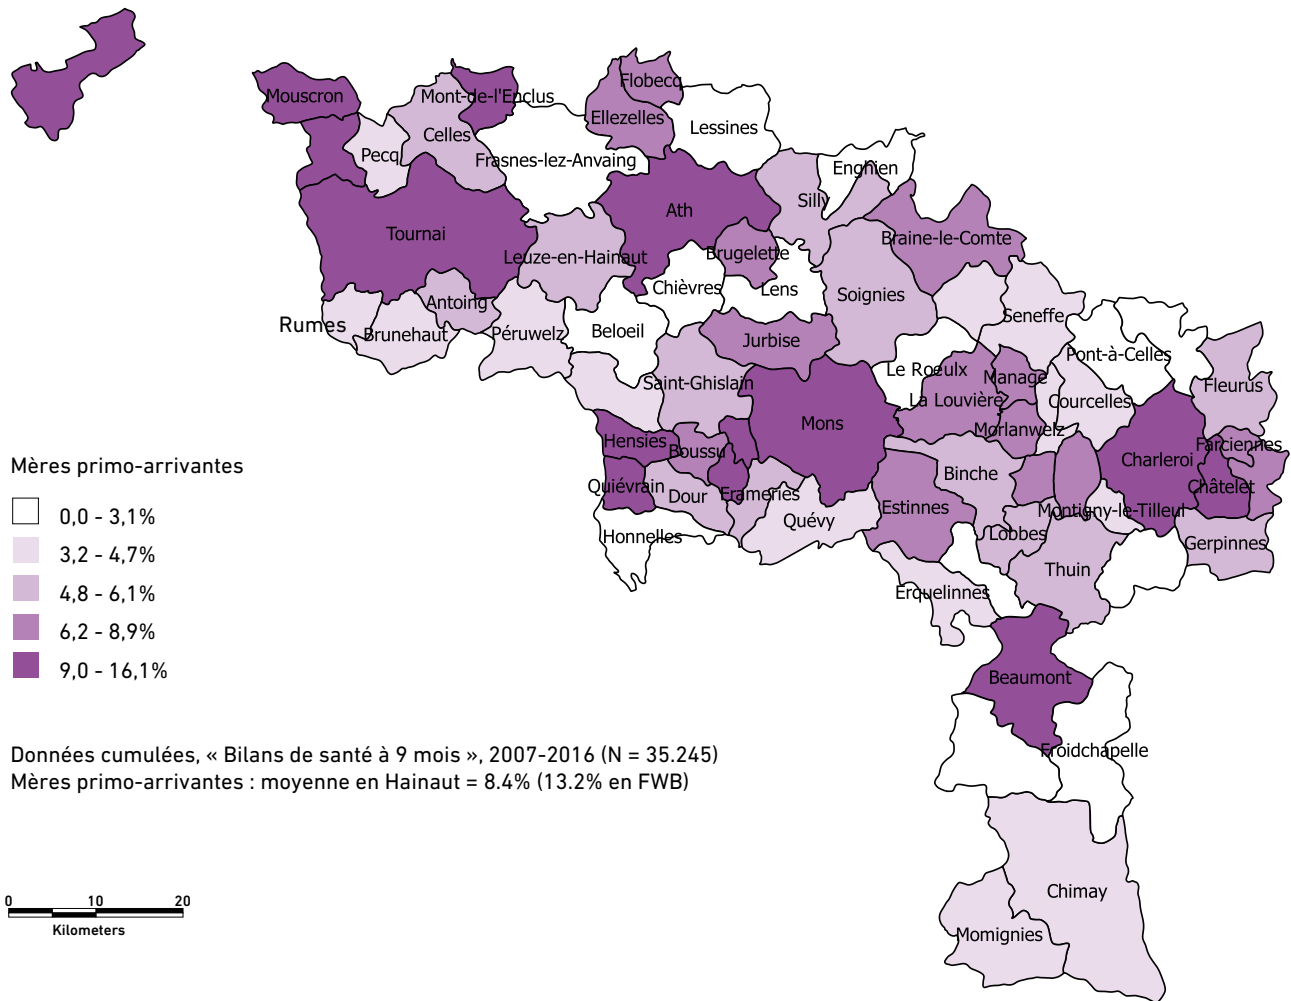 Flobecq
Mouscron
Mont-de-l'Enclus
Ellezelles
Lessines
Celles
Pecq
Frasnes-lez-Anvaing
Enghien
Silly
Ath
Tournai
Braine-le-Comte
Brugelette
Leuze-en-Hainaut
Chièvres
Lens
Soignies
Antoing
Seneffe
Rumes
Brunehaut
Péruwelz
Beloeil
Jurbise
Pont-à-Celles
Le Roeulx
Manage
Saint-Ghislain
Fleurus
La Louvière
Courcelles
Mons
Morlanwelz
Hensies
Boussu
Farciennes
Charleroi
Binche
Quiévrain
Dour
Frameries
Châtelet
Estinnes
Montigny-le-Tilleul
Quévy
Honnelles
Lobbes
Gerpinnes
Thuin
Erquelinnes
Beaumont
Froidchapelle
Chimay
Momignies
Mères primo-arrivantes
0,0 - 3,1%
3,2 - 4,7%
4,8 - 6,1%
6,2 - 8,9%
9,0 - 16,1%
Données cumulées, « Bilans de santé à 9 mois », 2007-2016 (N = 35.245)
Mères primo-arrivantes : moyenne en Hainaut = 8.4% (13.2% en FWB)
0 10 20
Kilometers